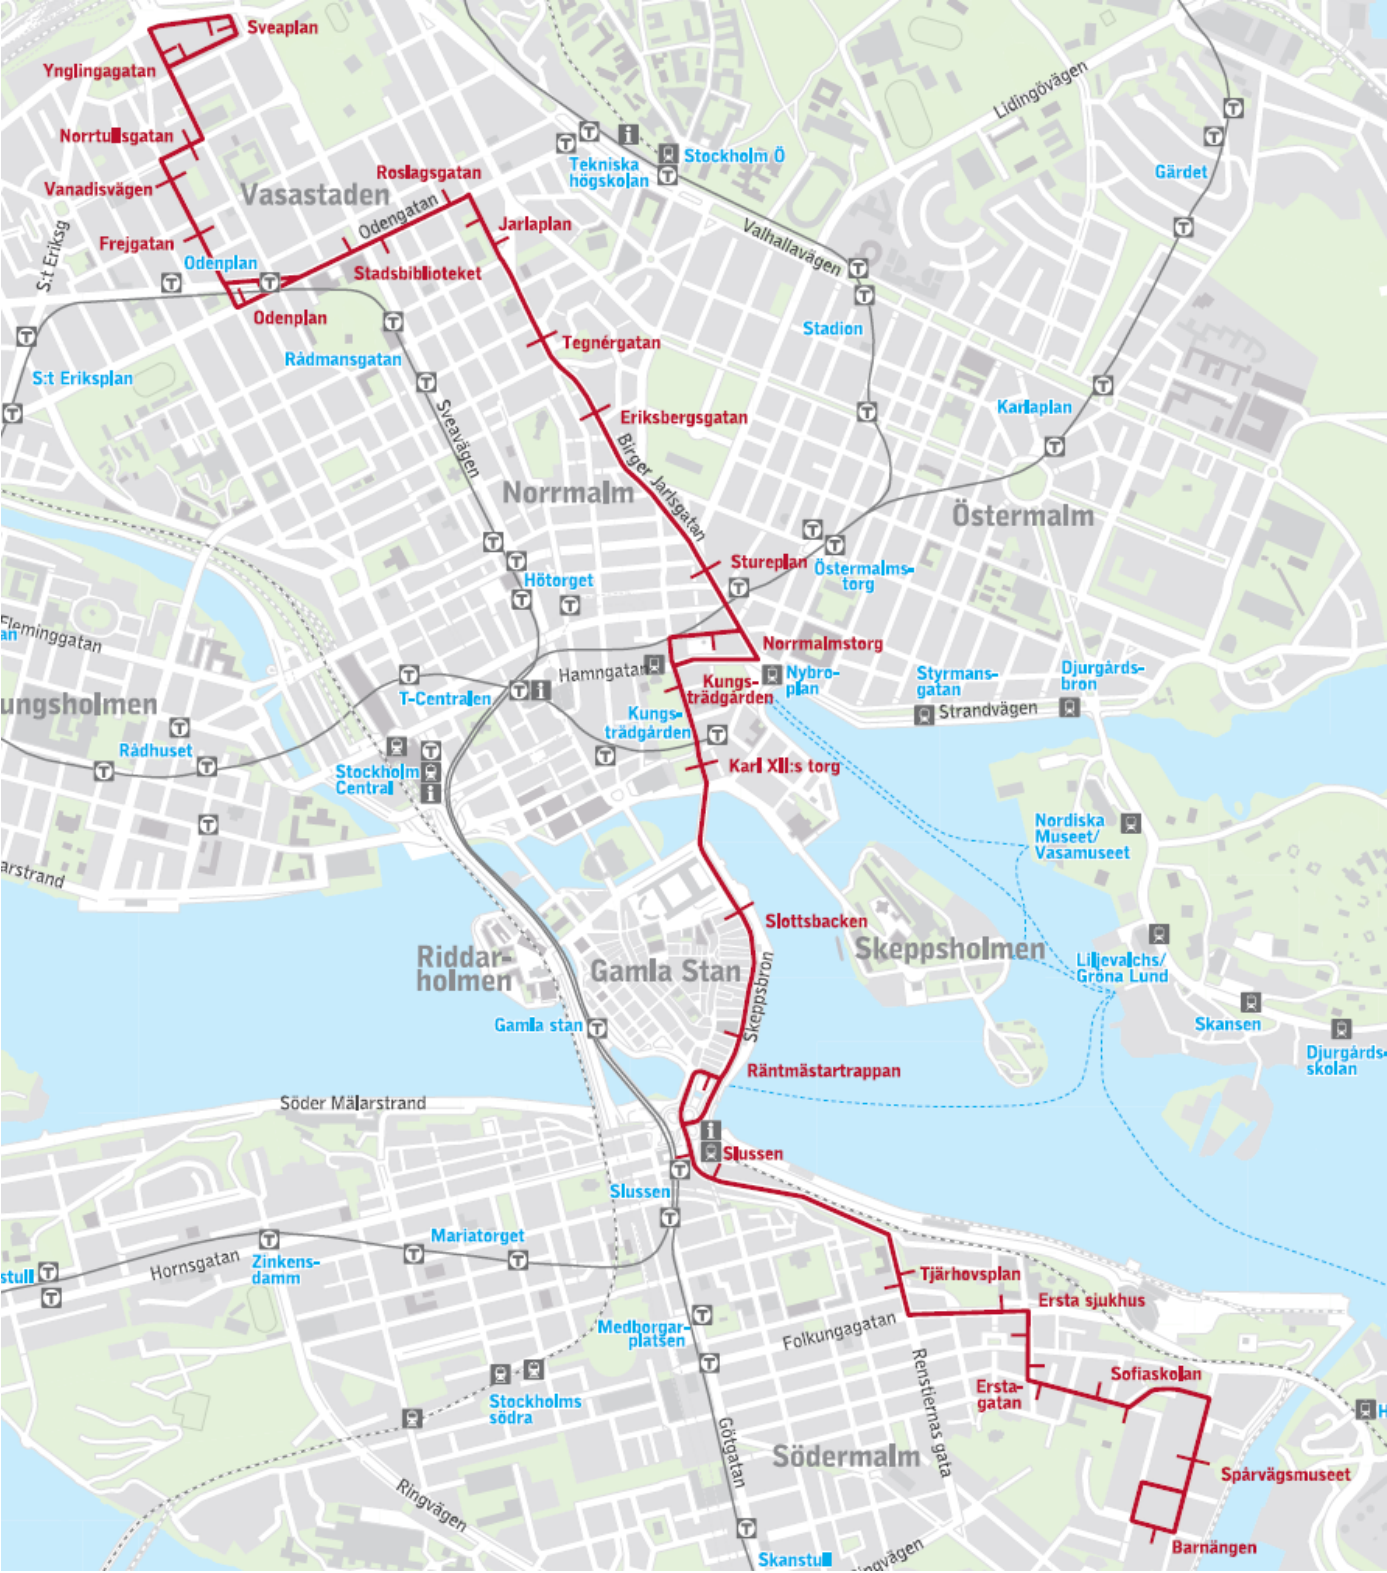 Sveaplan
Ynglingagatan
Lidingövägen
Norrtullsgatan
Tekniska
högskolan
Stockholm Ö
Roslagsgatan
Gärdet
Vanadisvägen
Vasastaden
Odengatan
Jarlaplan
Valhallavägen
S:t Eriksg
Frejgatan
Odenplan
Stadsbiblioteket
Odenplan
Stadion
Tegnérgatan
Rådmansgatan
S:t Eriksplan
Sveavägen
Karlaplan
Eriksbergsgatan
Birger Jarlsgatan
Norrmalm
Östermalm
Stureplan
Östermalms-
torg
Hötorget
Fleminggatan
an
Norrmalmstorg
Hamngatan
Nybro-
plan
Styrmans-
gatan
Djurgårds-
bron
Kungs-
trädgården
T-Centralen
ungsholmen
Kungs-
trädgården
Strandvägen
Rådhuset
Stockholm
Central
Karl XII:s torg
Nordiska
Museet/
Vasamuseet
arstrand
Slottsbacken
Skeppsholmen
Riddar-
holmen
Gamla Stan
Skeppsbron
Liljevalchs/
Gröna Lund
Gamla stan
Skansen
Djurgårds-
skolan
Räntmästartrappan
Söder Mälarstrand
Slussen
Slussen
Mariatorget
Hornsgatan
Zinkens-
damm
stull
Tjärhovsplan
Ersta sjukhus
Medborgar-
platsen
Folkungagatan
Renstiernas gata
Ersta-
gatan
Sofiaskolan
Stockholms
södra
H
Götgatan
Södermalm
Spårvägsmuseet
Ringvägen
Barnängen
Skanstull
ingvägen